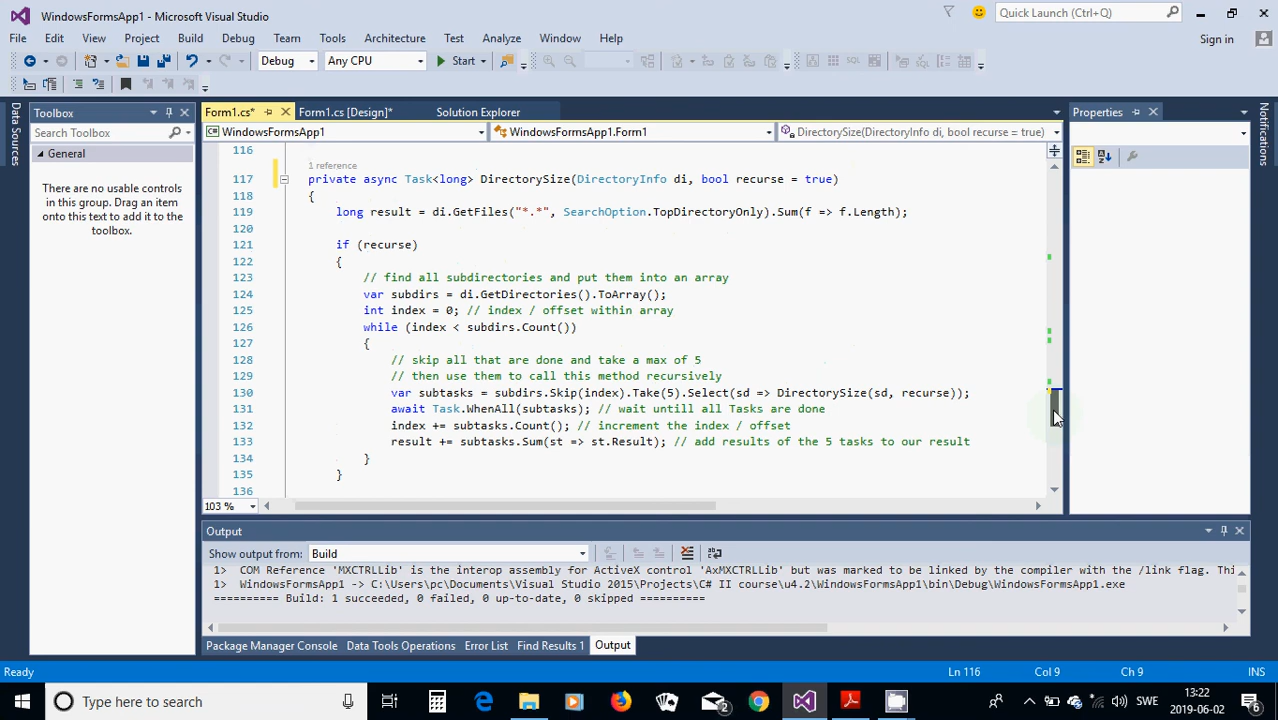 WindowsFormsApp1 - Microsoft Visual Studio
Quick Launch (Ctrl+Q)
File Edit View Project Build Debug Team Tools Architecture Test Analyze Window Help
Sign in
Debug Any CPU Start
Data Sources
Toolbox
Search Toolbox
General
There are no usable controls
in this group. Drag an item
onto this text to add it to the
toolbox.
Form1.cs* Form1.cs [Design]* Solution Explorer
WindowsFormsApp1 WindowsFormsApp1.Form1 DirectorySize(DirectoryInfo di, bool recurse = true)
Properties
Notifications
116
1 reference
117 private async Task<long> DirectorySize(DirectoryInfo di, bool recurse = true)
118 {
119 long result = di.GetFiles("*.*", SearchOption.TopDirectoryOnly).Sum(f => f.Length);
120
121 if (recurse)
122 {
123 // find all subdirectories and put them into an array
124 var subdirs = di.GetDirectories().ToArray();
125 int index = 0; // index / offset within array
126 while (index < subdirs.Count())
127 {
128 // skip all that are done and take a max of 5
129 // then use them to call this method recursively
130 var subtasks = subdirs.Skip(index).Take(5).Select(sd => DirectorySize(sd, recurse));
131 await Task.WhenAll(subtasks); // wait untill all Tasks are done
132 index += subtasks.Count(); // increment the index / offset
133 result += subtasks.Sum(st => st.Result); // add results of the 5 tasks to our result
134 }
135 }
136
103 %
Output
Show output from: Build
1> COM Reference 'MXCTRLLib' is the interop assembly for ActiveX control 'AxMXCTRLLib' but was marked to be linked by the compiler with the /link flag. Thi
1> WindowsFormsApp1 -> C:\Users\pc\Documents\Visual Studio 2015\Projects\C# II course\u4.2\WindowsFormsApp1\bin\Debug\WindowsFormsApp1.exe
========== Build: 1 succeeded, 0 failed, 0 up-to-date, 0 skipped ==========
Package Manager Console Data Tools Operations Error List Find Results 1 Output
Ready Ln 116 Col 9 Ch 9 INS
Type here to search
2
SWE
13:22
2019-06-02
6